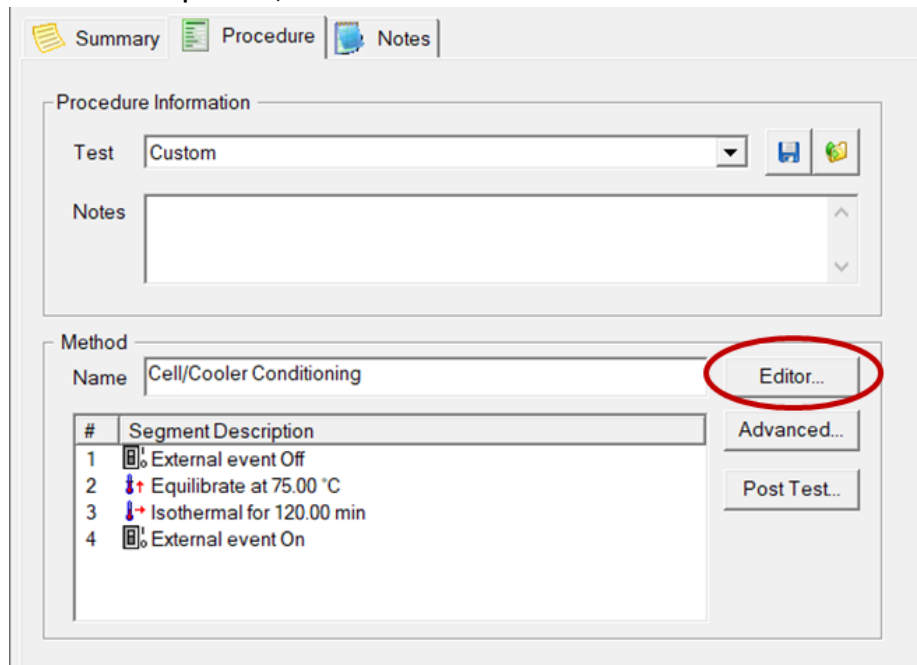 Summary Procedure Notes
Procedure Information
Test Custom
Notes
Method
Name Cell/Cooler Conditioning Editor...
# Segment Description Advanced...
1 External event Off
2 Equilibrate at 75.00 °C
3 Isothermal for 120.00 min
4 External event On
Post Test...